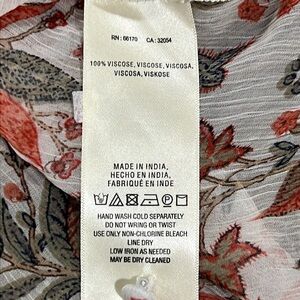 RN: 66170 CA: 32054
100% VISCOSE, VISCOSE, VISCOSA,
VISCOSA, VISKOSE
MADE IN INDIA,
HECHO EN INDIA,
FABRIQUÉ EN INDE
HAND WASH COLD SEPARATELY
DO NOT WRING OR TWIST
USE ONLY NON-CHLORINE BLEACH
LINE DRY
LOW IRON AS NEEDED
MAY BE DRY CLEANED